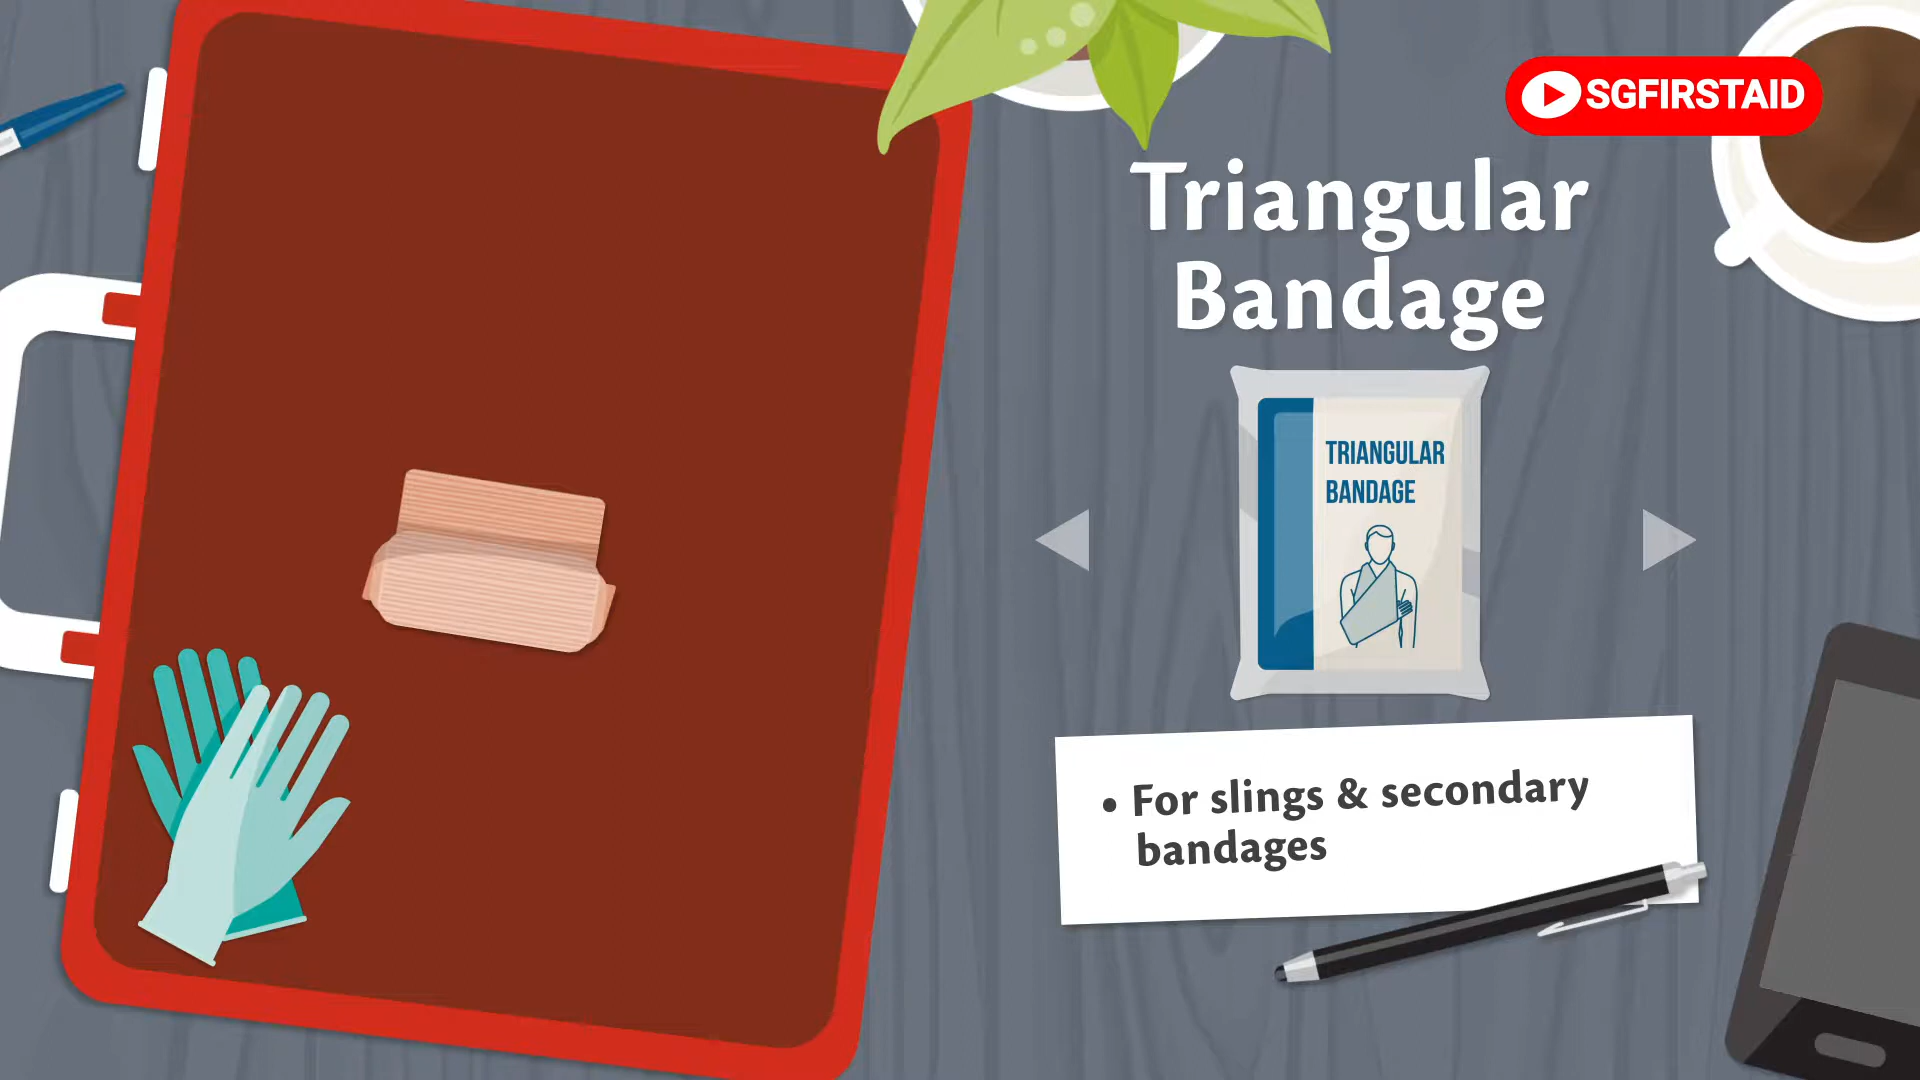 SGFIRSTAID
Triangular
Bandage
TRIANGULAR
BANDAGE
• For slings & secondary
bandages